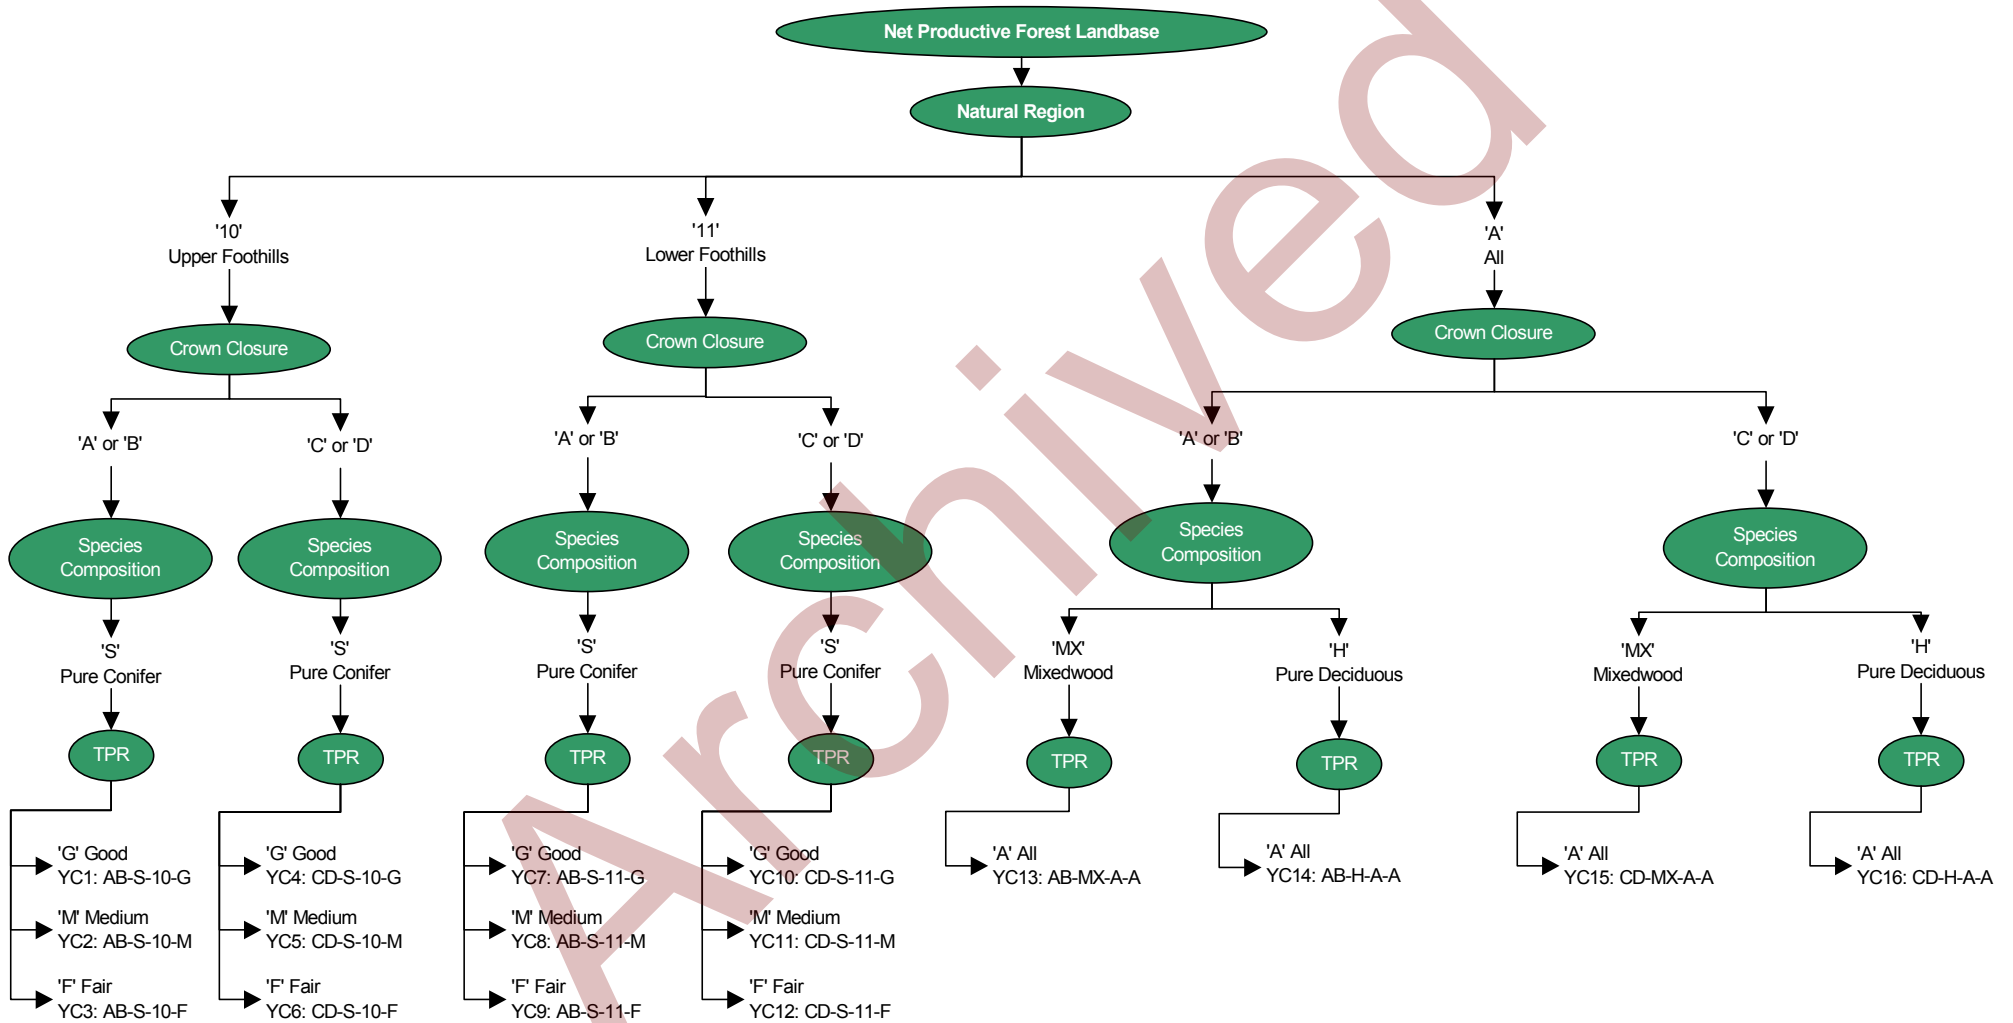 Net Productive Forest Landbase
Natural Region
'10'
Upper Foothills
'11'
Lower Foothills
'A'
All
Crown Closure
Crown Closure
Crown Closure
'A' or 'B'
'C' or 'D'
'A' or 'B'
'C' or 'D'
'A' or 'B'
'C' or 'D'
Species
Composition
Species
Composition
Species
Composition
Species
Composition
Species
Composition
Species
Composition
'S'
Pure Conifer
'S'
Pure Conifer
'S'
Pure Conifer
'S'
Pure Conifer
'MX'
Mixedwood
'H'
Pure Deciduous
'MX'
Mixedwood
'H'
Pure Deciduous
TPR
TPR
TPR
TPR
TPR
TPR
TPR
TPR
'G' Good
YC1: AB-S-10-G
'M' Medium
YC2: AB-S-10-M
'F' Fair
YC3: AB-S-10-F
'G' Good
YC4: CD-S-10-G
'M' Medium
YC5: CD-S-10-M
'F' Fair
YC6: CD-S-10-F
'G' Good
YC7: AB-S-11-G
'M' Medium
YC8: AB-S-11-M
'F' Fair
YC9: AB-S-11-F
'G' Good
YC10: CD-S-11-G
'M' Medium
YC11: CD-S-11-M
'F' Fair
YC12: CD-S-11-F
'A' All
YC13: AB-MX-A-A
'A' All
YC14: AB-H-A-A
'A' All
YC15: CD-MX-A-A
'A' All
YC16: CD-H-A-A
Archived